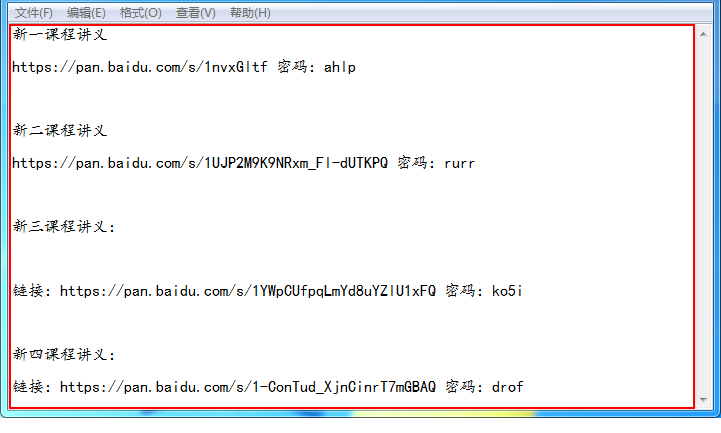 文件(F) 编辑(E) 格式(O) 查看(V) 帮助(H)
新一课程讲义
https://pan.baidu.com/s/1nvxGltf 密码: ahlp
新二课程讲义
https://pan.baidu.com/s/1UJP2M9K9NRxm_Fl-dUTKPQ 密码: rurr
新三课程讲义:
链接: https://pan.baidu.com/s/1YWpCUfpqLmYd8uYZlU1xFQ 密码: ko5i
新四课程讲义:
链接: https://pan.baidu.com/s/1-ConTud_XjnCinrT7mGBAQ 密码: drof